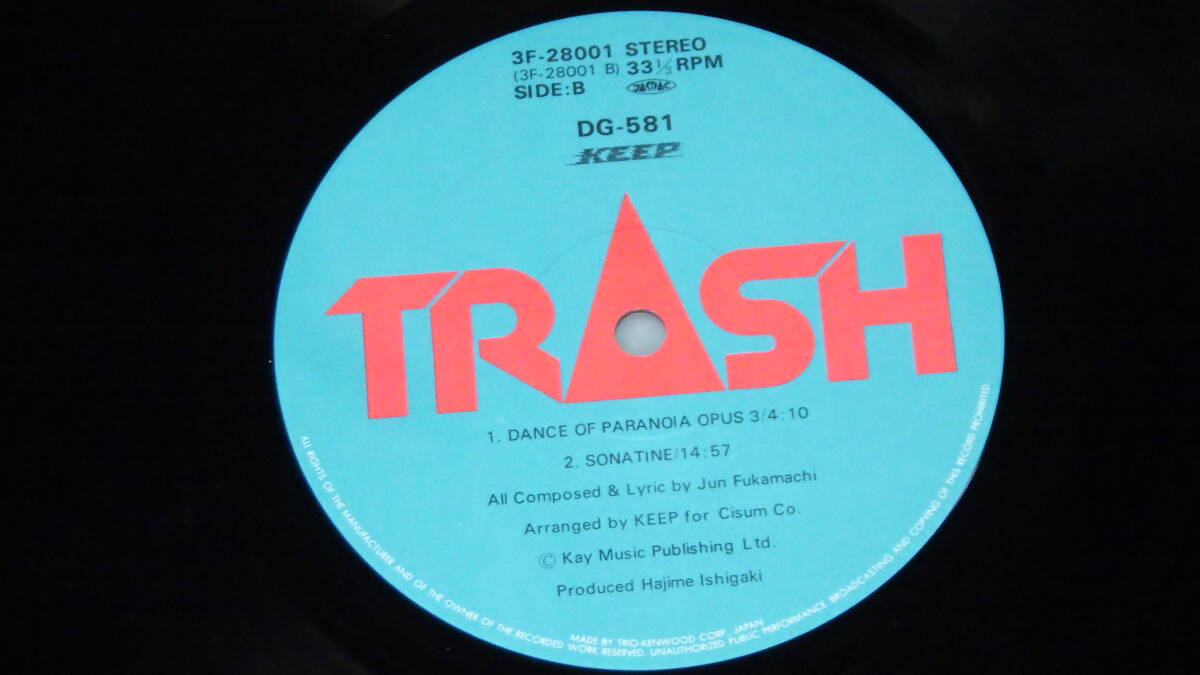 3F-28001 STEREO
(3F-28001 B) 33 1/3 RPM
SIDE:B JASRAC
DG-581
KEEP
TRASH
1. DANCE OF PARANOIA OPUS 3/4:10
2. SONATINE/14:57
All Composed & Lyric by Jun Fukamachi
Arranged by KEEP for Cisum Co.
© Kay Music Publishing Ltd.
Produced Hajime Ishigaki
ALL RIGHTS OF THE MANUFACTURER AND OF THE OWNER OF THE RECORDED WORK RESERVED. UNAUTHORIZED PUBLIC PERFORMANCE BROADCASTING AND COPYING OF THIS RECORD PROHIBITED
MADE BY TRIO-KENWOOD CORP., JAPAN